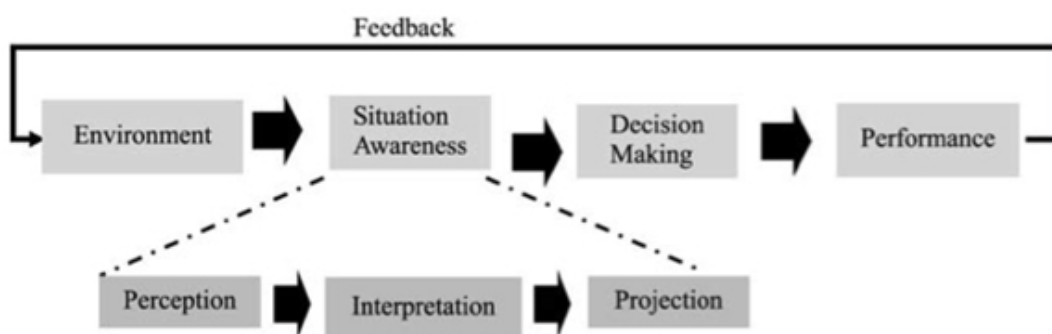 Feedback
Environment
Situation
Awareness
Decision
Making
Performance
Perception
Interpretation
Projection